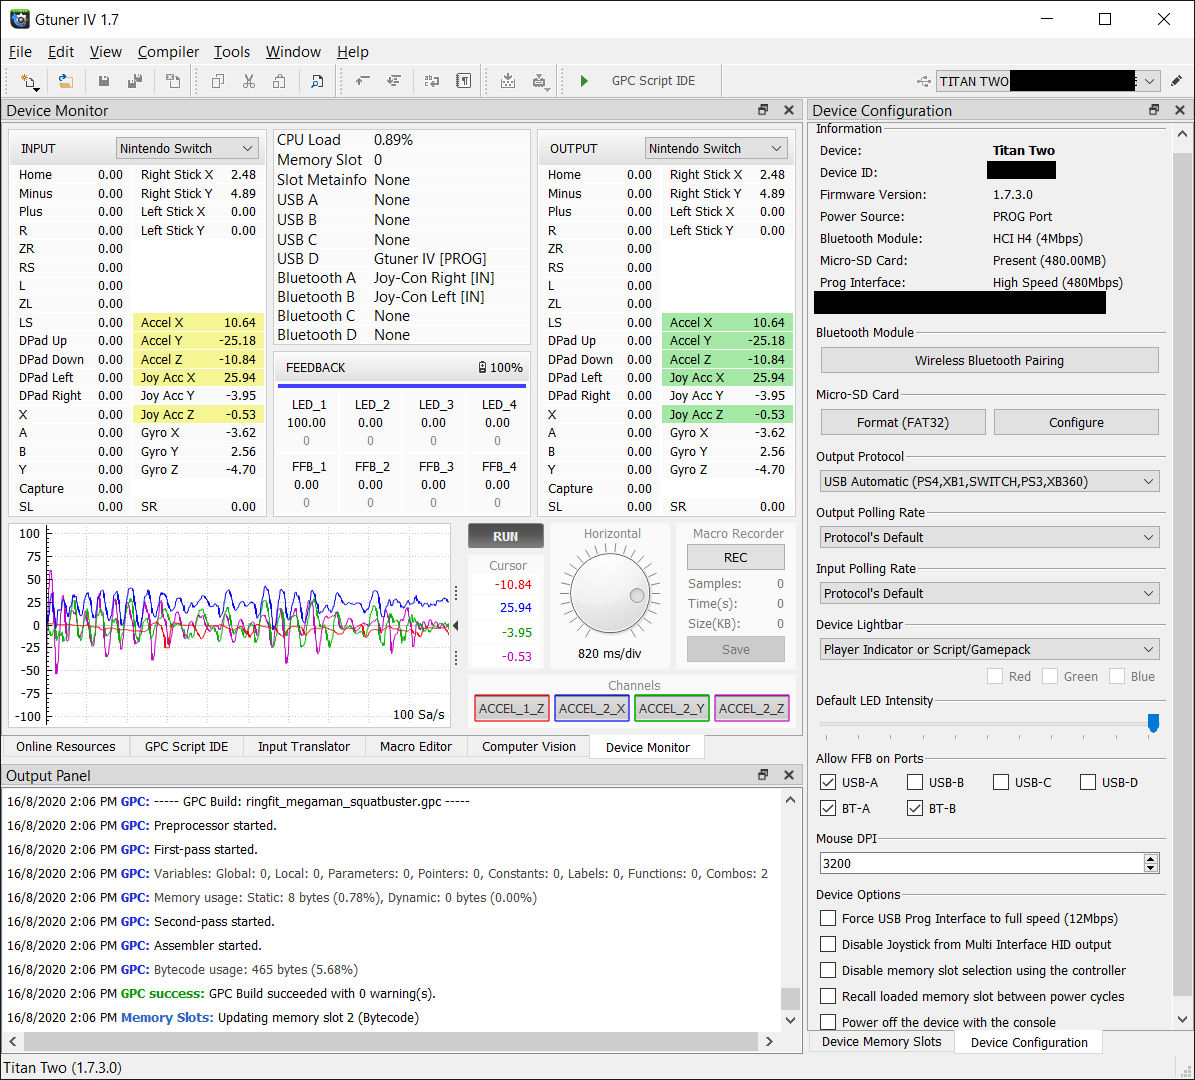 Gtuner IV 1.7
File Edit View Compiler Tools Window Help
GPC Script IDE
TITAN TWO
Device Monitor
INPUT Nintendo Switch
Home 0.00 Right Stick X 2.48
Minus 0.00 Right Stick Y 4.89
Plus 0.00 Left Stick X 0.00
R 0.00 Left Stick Y 0.00
ZR 0.00
RS 0.00
L 0.00
ZL 0.00
LS 0.00 Accel X 10.64
DPad Up 0.00 Accel Y -25.18
DPad Down 0.00 Accel Z -10.84
DPad Left 0.00 Joy Acc X 25.94
DPad Right 0.00 Joy Acc Y -3.95
X 0.00 Joy Acc Z -0.53
A 0.00 Gyro X -3.62
B 0.00 Gyro Y 2.56
Y 0.00 Gyro Z -4.70
Capture 0.00
SL 0.00 SR 0.00
CPU Load 0.89%
Memory Slot 0
Slot Metainfo None
USB A None
USB B None
USB C None
USB D Gtuner IV [PROG]
Bluetooth A Joy-Con Right [IN]
Bluetooth B Joy-Con Left [IN]
Bluetooth C None
Bluetooth D None
FEEDBACK 100%
LED_1 LED_2 LED_3 LED_4
100.00 0.00 0.00 0.00
0 0 0 0
FFB_1 FFB_2 FFB_3 FFB_4
0.00 0.00 0.00 0.00
0 0 0 0
OUTPUT Nintendo Switch
Home 0.00 Right Stick X 2.48
Minus 0.00 Right Stick Y 4.89
Plus 0.00 Left Stick X 0.00
R 0.00 Left Stick Y 0.00
ZR 0.00
RS 0.00
L 0.00
ZL 0.00
LS 0.00 Accel X 10.64
DPad Up 0.00 Accel Y -25.18
DPad Down 0.00 Accel Z -10.84
DPad Left 0.00 Joy Acc X 25.94
DPad Right 0.00 Joy Acc Y -3.95
X 0.00 Joy Acc Z -0.53
A 0.00 Gyro X -3.62
B 0.00 Gyro Y 2.56
Y 0.00 Gyro Z -4.70
Capture 0.00
SL 0.00 SR 0.00
100
75
50
25
0
-25
-50
-75
-100
100 Sa/s
RUN
Cursor
-10.84
25.94
-3.95
-0.53
Horizontal
820 ms/div
Macro Recorder
REC
Samples: 0
Time(s): 0
Size(KB): 0
Save
Channels
ACCEL_1_Z ACCEL_2_X ACCEL_2_Y ACCEL_2_Z
Online Resources GPC Script IDE Input Translator Macro Editor Computer Vision Device Monitor
Output Panel
16/8/2020 2:06 PM GPC: ----- GPC Build: ringfit_megaman_squatbuster.gpc -----
16/8/2020 2:06 PM GPC: Preprocessor started.
16/8/2020 2:06 PM GPC: First-pass started.
16/8/2020 2:06 PM GPC: Variables: Global: 0, Local: 0, Parameters: 0, Pointers: 0, Constants: 0, Labels: 0, Functions: 0, Combos: 2
16/8/2020 2:06 PM GPC: Memory usage: Static: 8 bytes (0.78%), Dynamic: 0 bytes (0.00%)
16/8/2020 2:06 PM GPC: Second-pass started.
16/8/2020 2:06 PM GPC: Assembler started.
16/8/2020 2:06 PM GPC: Bytecode usage: 465 bytes (5.68%)
16/8/2020 2:06 PM GPC success: GPC Build succeeded with 0 warning(s).
16/8/2020 2:06 PM Memory Slots: Updating memory slot 2 (Bytecode)
Device Configuration
Information
Device: Titan Two
Device ID:
Firmware Version: 1.7.3.0
Power Source: PROG Port
Bluetooth Module: HCI H4 (4Mbps)
Micro-SD Card: Present (480.00MB)
Prog Interface: High Speed (480Mbps)
Bluetooth Module
Wireless Bluetooth Pairing
Micro-SD Card
Format (FAT32) Configure
Output Protocol
USB Automatic (PS4,XB1,SWITCH,PS3,XB360)
Output Polling Rate
Protocol's Default
Input Polling Rate
Protocol's Default
Device Lightbar
Player Indicator or Script/Gamepack
Red Green Blue
Default LED Intensity
Allow FFB on Ports
USB-A USB-B USB-C USB-D
BT-A BT-B
Mouse DPI
3200
Device Options
Force USB Prog Interface to full speed (12Mbps)
Disable Joystick from Multi Interface HID output
Disable memory slot selection using the controller
Recall loaded memory slot between power cycles
Power off the device with the console
Device Memory Slots Device Configuration
Titan Two (1.7.3.0)